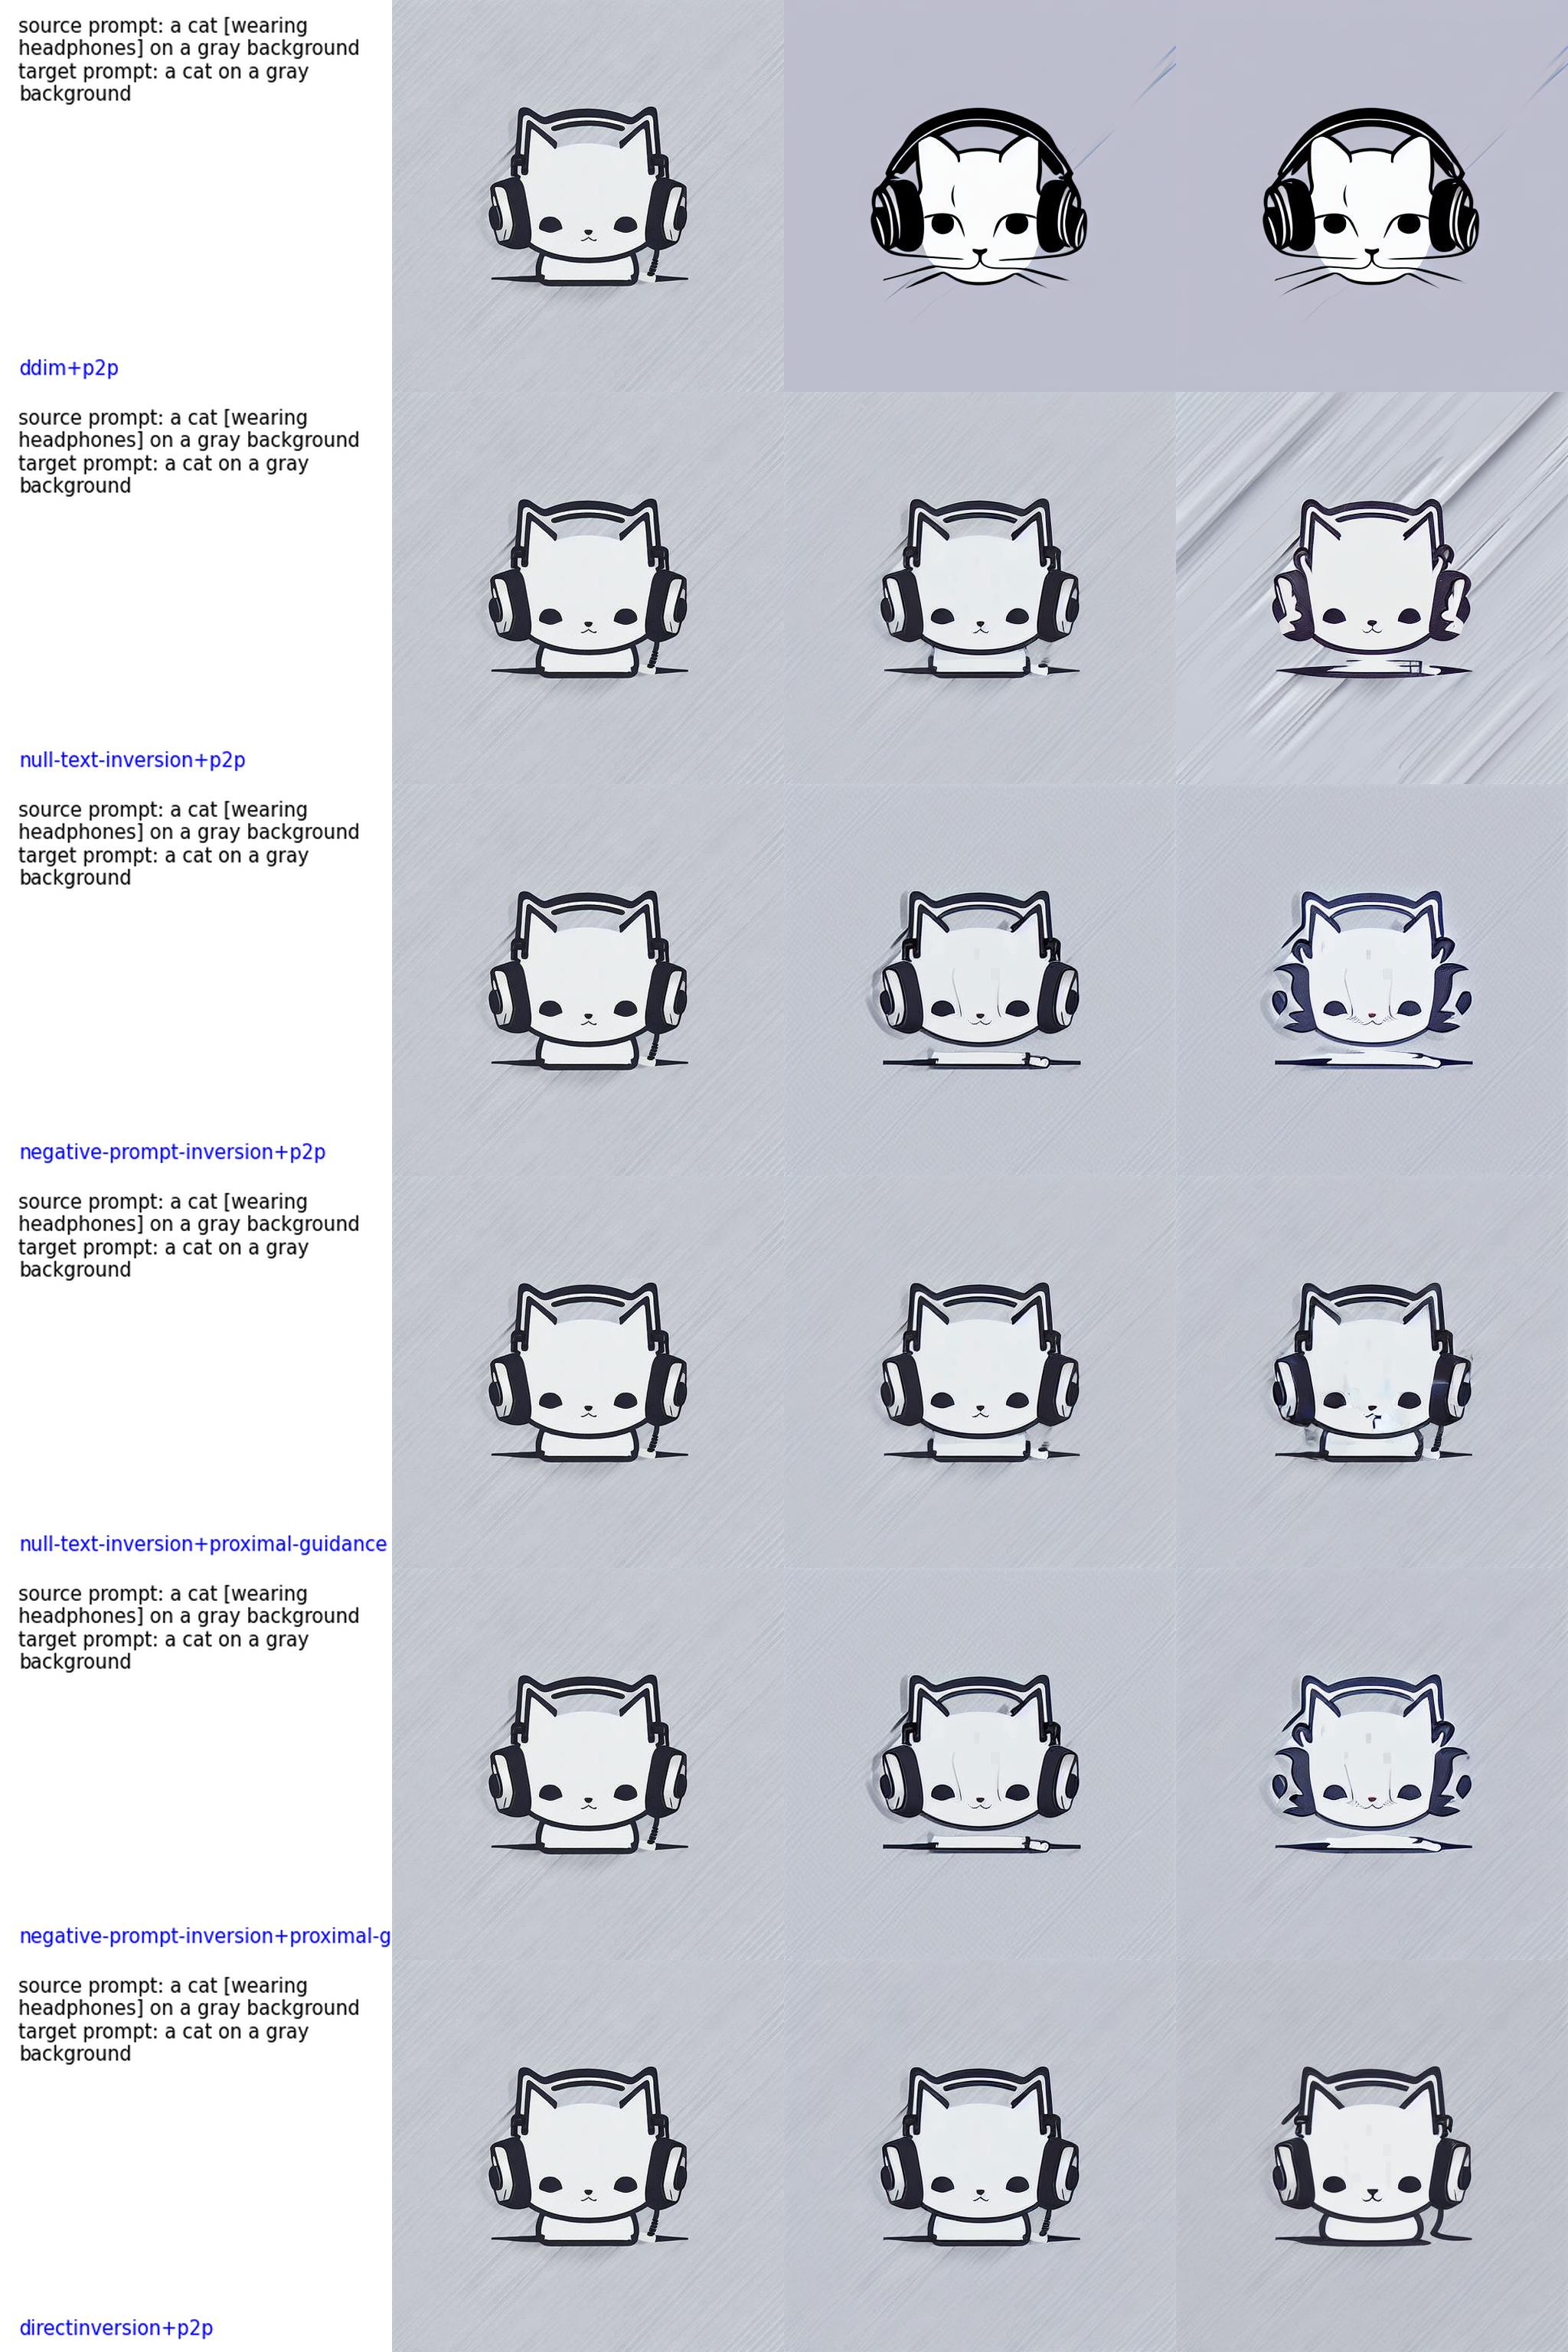 source prompt: a cat [wearing
headphones] on a gray background
target prompt: a cat on a gray
background
ddim+p2p
source prompt: a cat [wearing
headphones] on a gray background
target prompt: a cat on a gray
background
null-text-inversion+p2p
source prompt: a cat [wearing
headphones] on a gray background
target prompt: a cat on a gray
background
negative-prompt-inversion+p2p
source prompt: a cat [wearing
headphones] on a gray background
target prompt: a cat on a gray
background
null-text-inversion+proximal-guidance
source prompt: a cat [wearing
headphones] on a gray background
target prompt: a cat on a gray
background
negative-prompt-inversion+proximal-g
source prompt: a cat [wearing
headphones] on a gray background
target prompt: a cat on a gray
background
directinversion+p2p